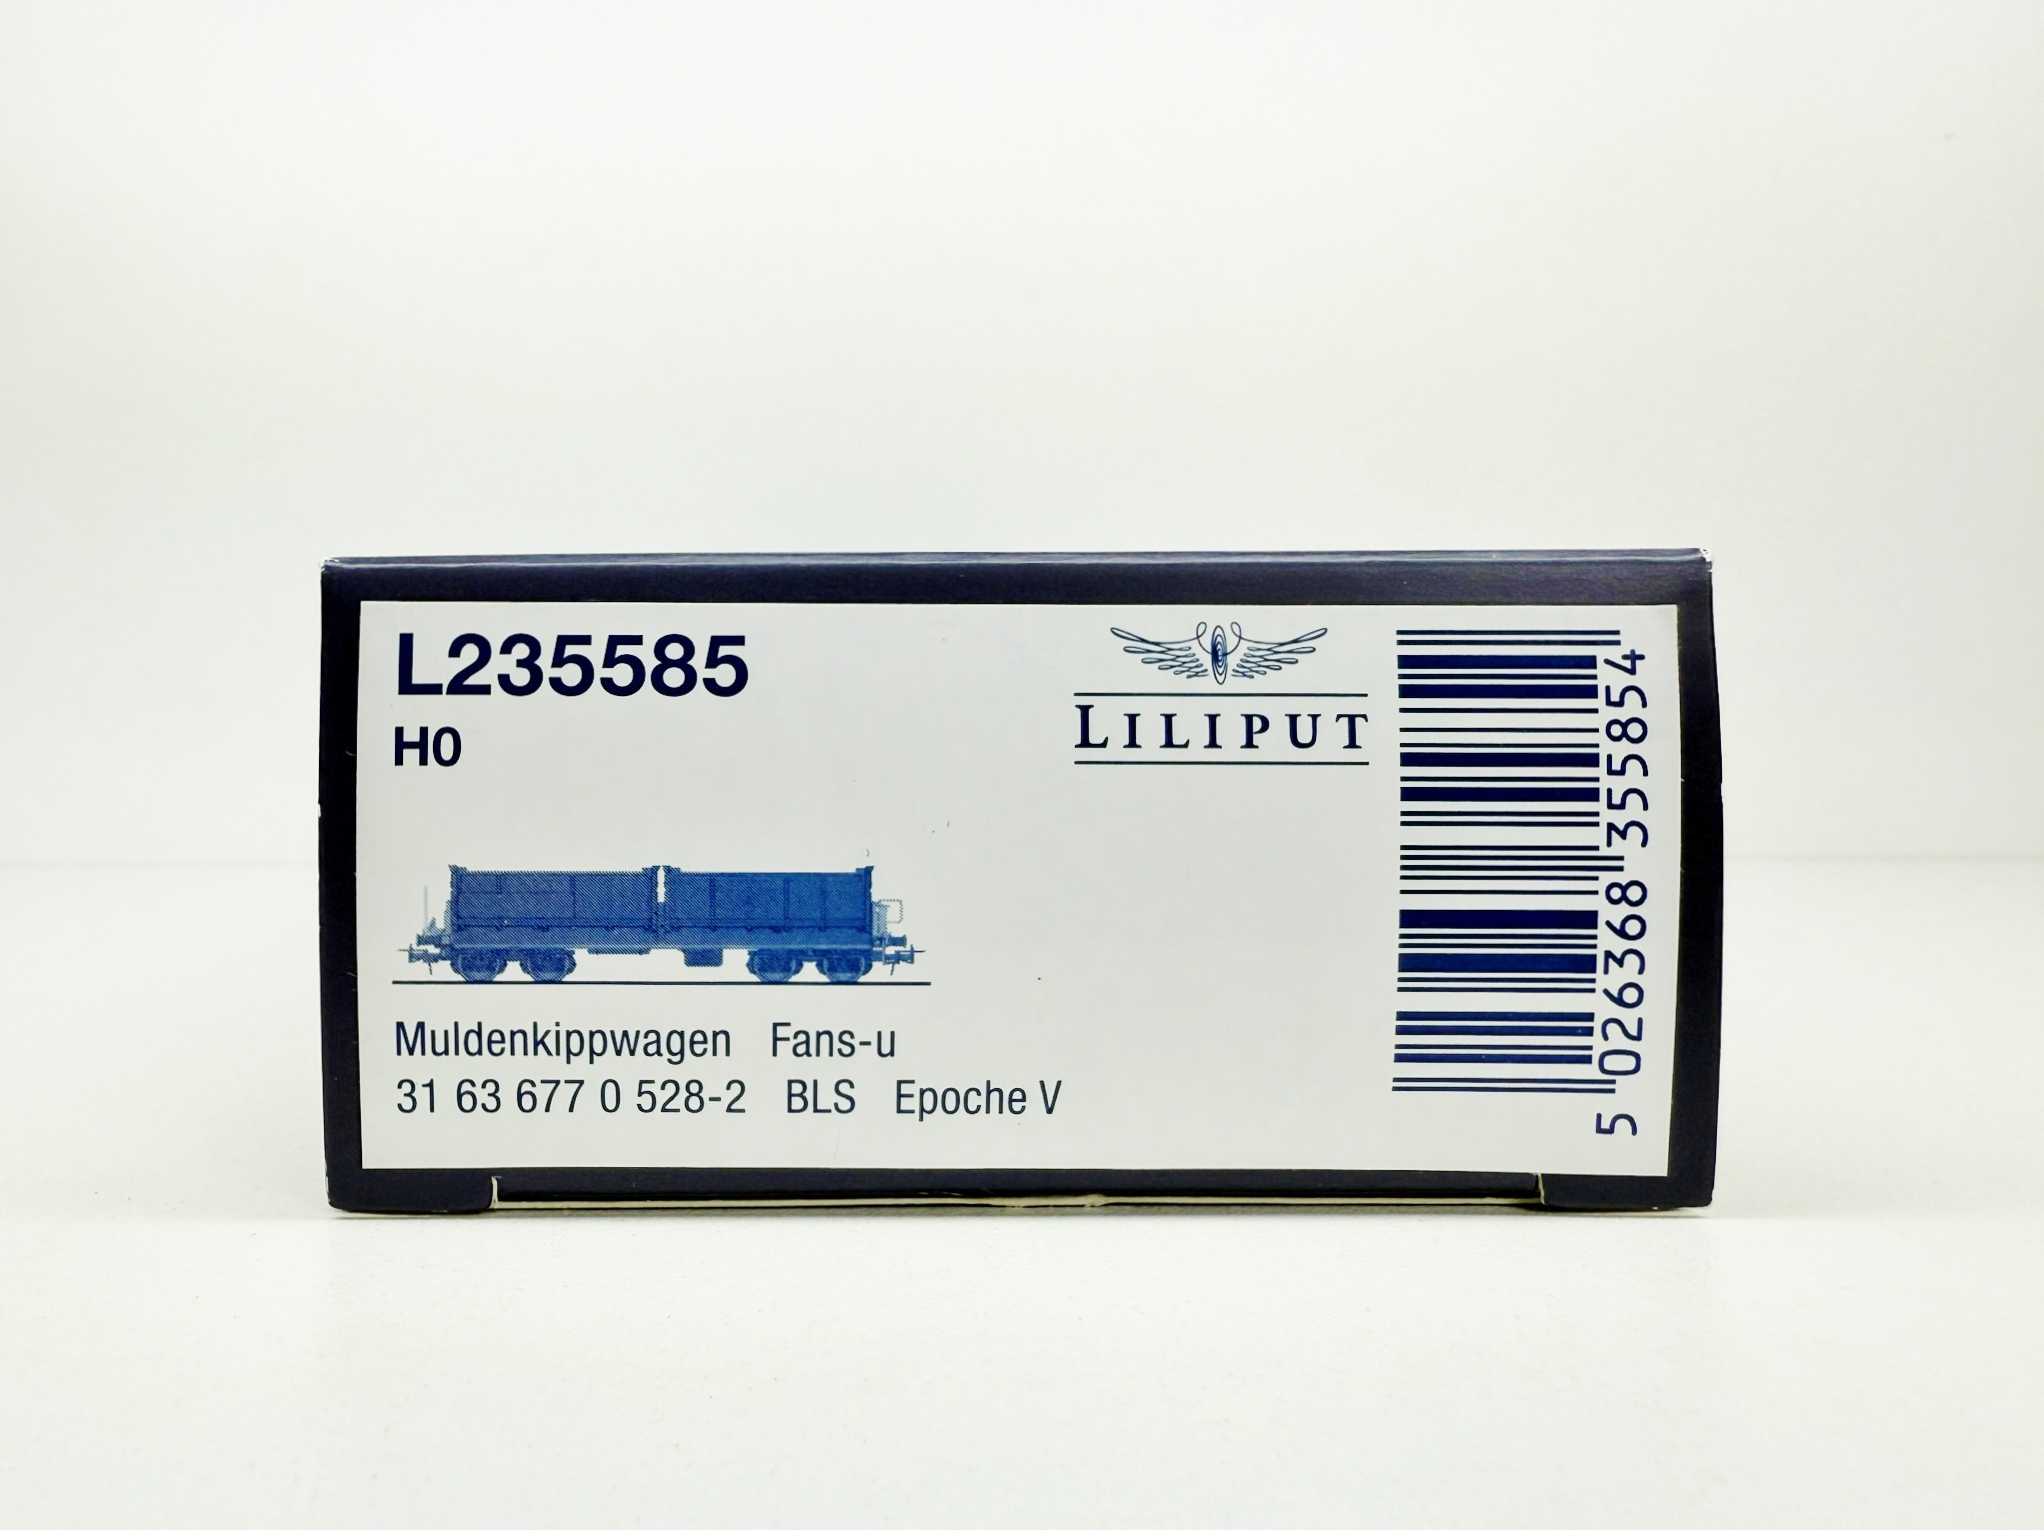 L235585
H0
LILIPUT
Muldenkippwagen Fans-u
31 63 677 0 528-2 BLS Epoche V
5 026368 355854